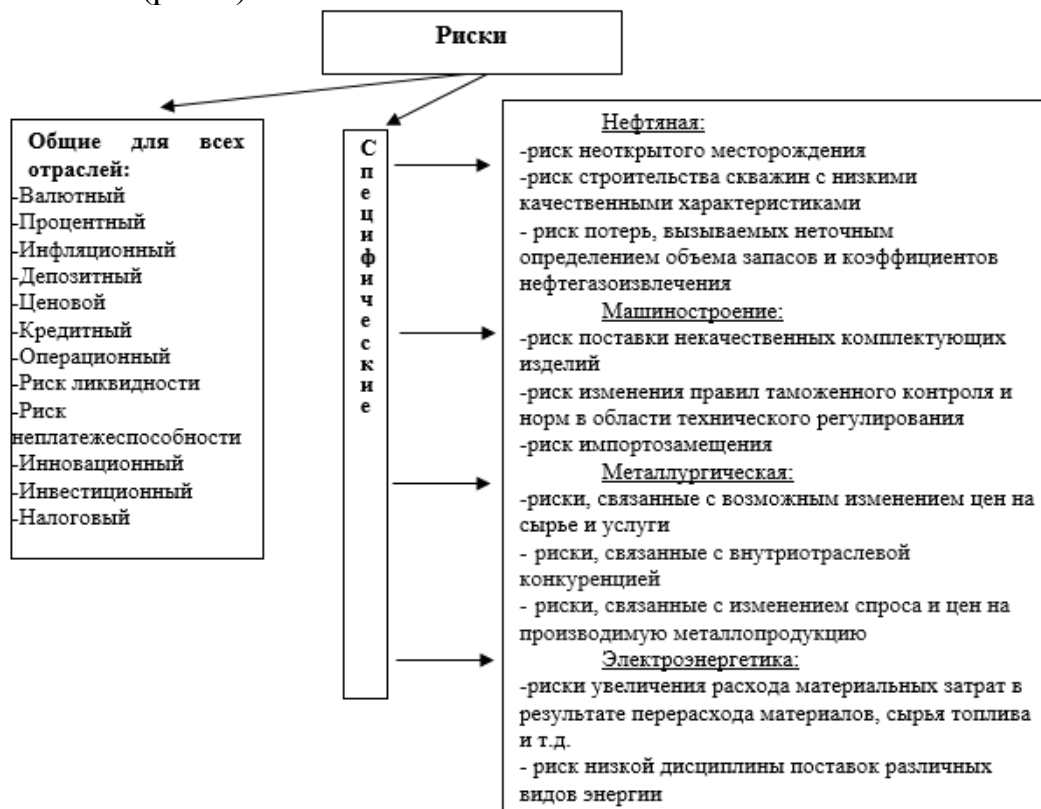 Риски
Общие для всех
отраслей:
-Валютный
-Процентный
-Инфляционный
-Депозитный
-Ценовой
-Кредитный
-Операционный
-Риск ликвидности
-Риск
неплатежеспособности
-Инновационный
-Инвестиционный
-Налоговый
Специфические
Нефтяная:
-риск неоткрытого месторождения
-риск строительства скважин с низкими
качественными характеристиками
- риск потерь, вызываемых неточным
определением объема запасов и коэффициентов
нефтегазоизвлечения
Машиностроение:
-риск поставки некачественных комплектующих
изделий
-риск изменения правил таможенного контроля и
норм в области технического регулирования
-риск импортозамещения
Металлургическая:
-риски, связанные с возможным изменением цен на
сырье и услуги
- риски, связанные с внутриотраслевой
конкуренцией
- риски, связанные с изменением спроса и цен на
производимую металлопродукцию
Электроэнергетика:
-риски увеличения расхода материальных затрат в
результате перерасхода материалов, сырья топлива
и т.д.
- риск низкой дисциплины поставок различных
видов энергии